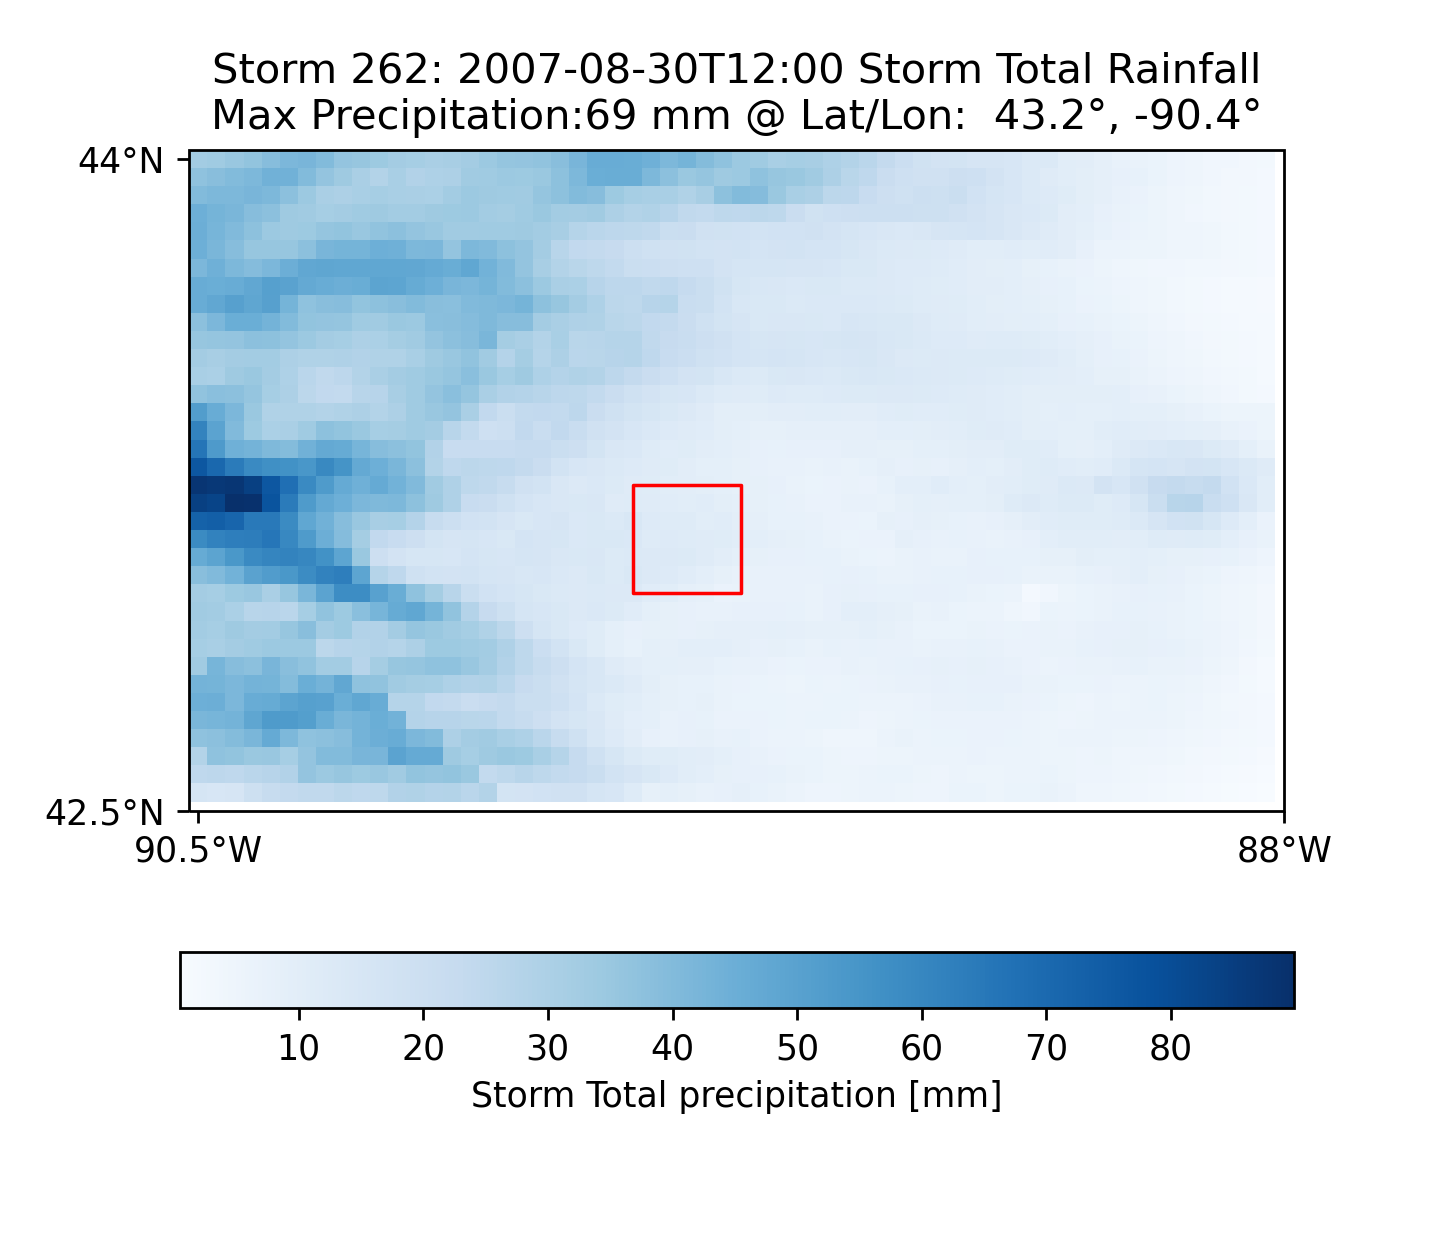 Storm 262: 2007-08-30T12:00 Storm Total Rainfall
Max Precipitation:69 mm @ Lat/Lon:  43.2°, -90.4°
44°N
42.5°N
90.5°W 88°W
10 20 30 40 50 60 70 80
Storm Total precipitation [mm]